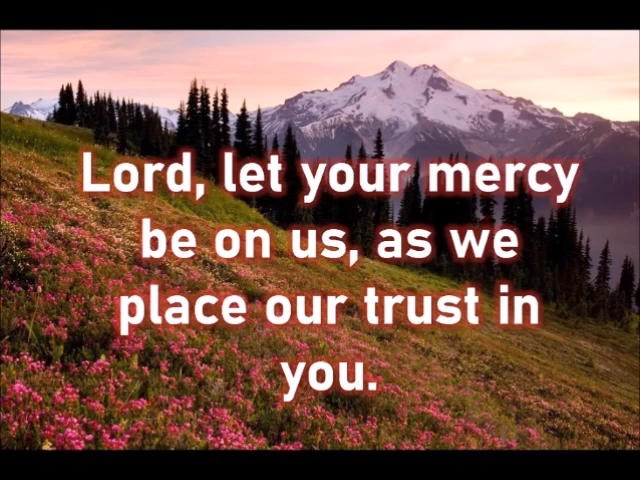 Lord, let your mercy
be on us, as we
place our trust in
you.